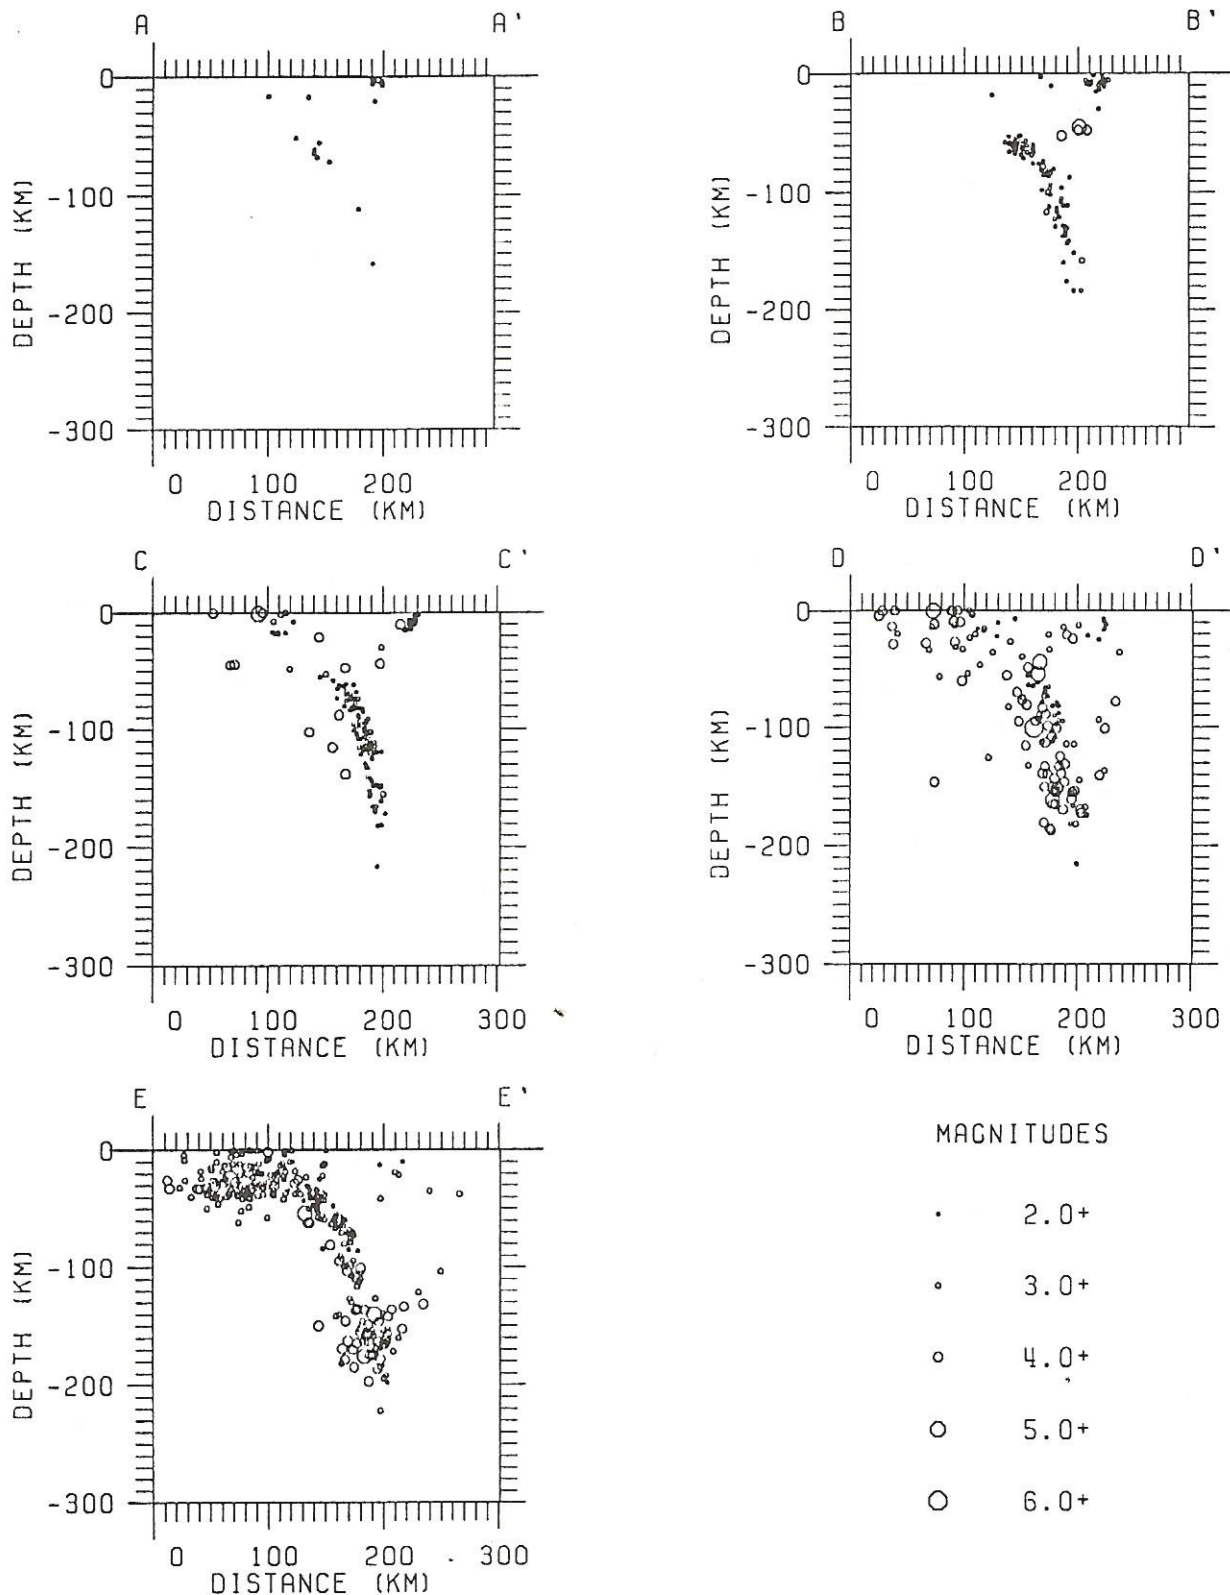 A A'
0
-100
-200
-300
DEPTH (KM)
0 100 200
DISTANCE (KM)
B B'
0
-100
-200
-300
DEPTH (KM)
0 100 200
DISTANCE (KM)
C C'
0
-100
-200
-300
DEPTH (KM)
0 100 200 300
DISTANCE (KM)
D D'
0
-100
-200
-300
DEPTH (KM)
0 100 200 300
DISTANCE (KM)
E E'
0
-100
-200
-300
DEPTH (KM)
0 100 200 300
DISTANCE (KM)
MAGNITUDES
2.0+
3.0+
4.0+
5.0+
6.0+